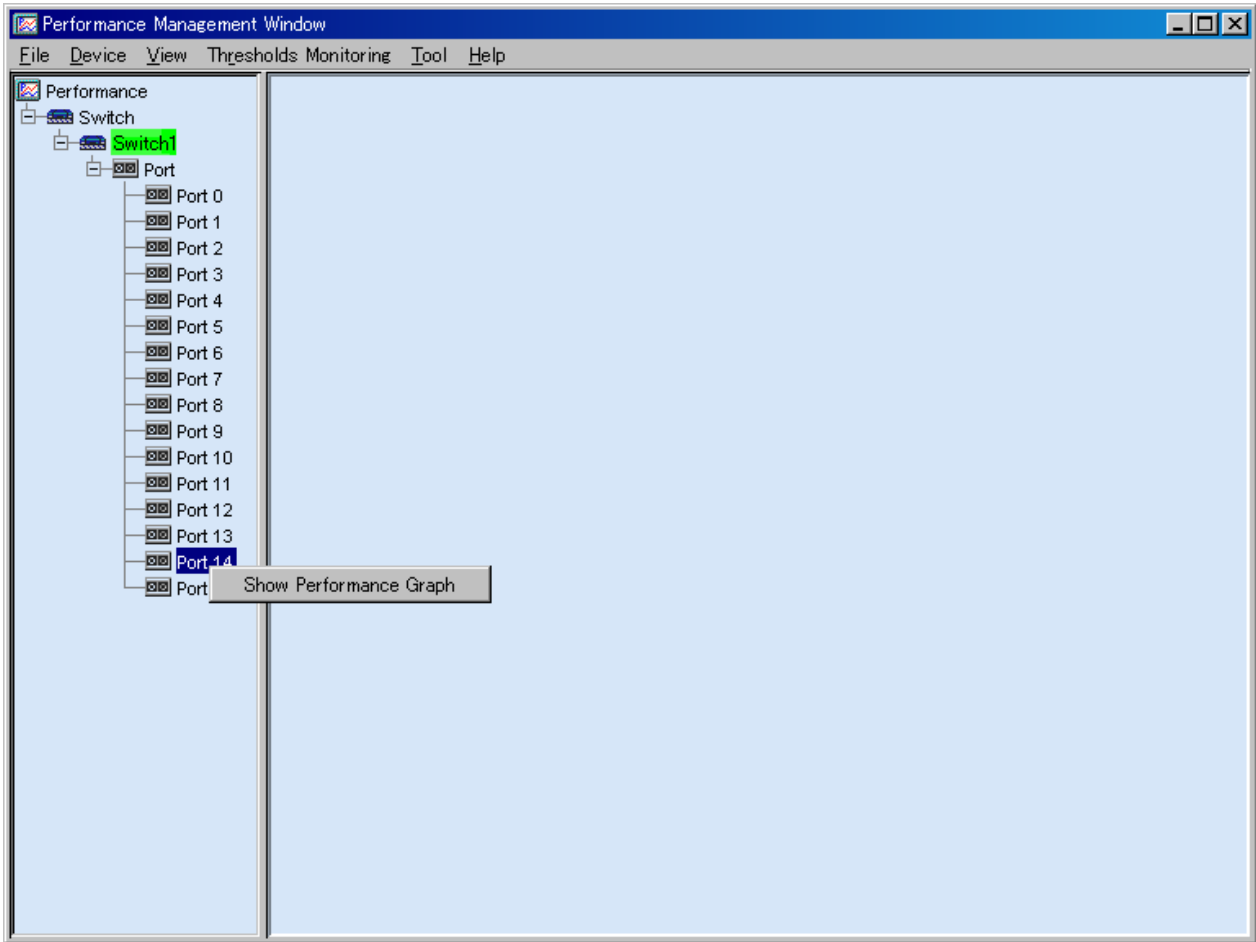 Performance Management Window
File Device View Thresholds Monitoring Tool Help
Performance
Switch
Switch1
Port
Port 0
Port 1
Port 2
Port 3
Port 4
Port 5
Port 6
Port 7
Port 8
Port 9
Port 10
Port 11
Port 12
Port 13
Port 14
Port
Show Performance Graph